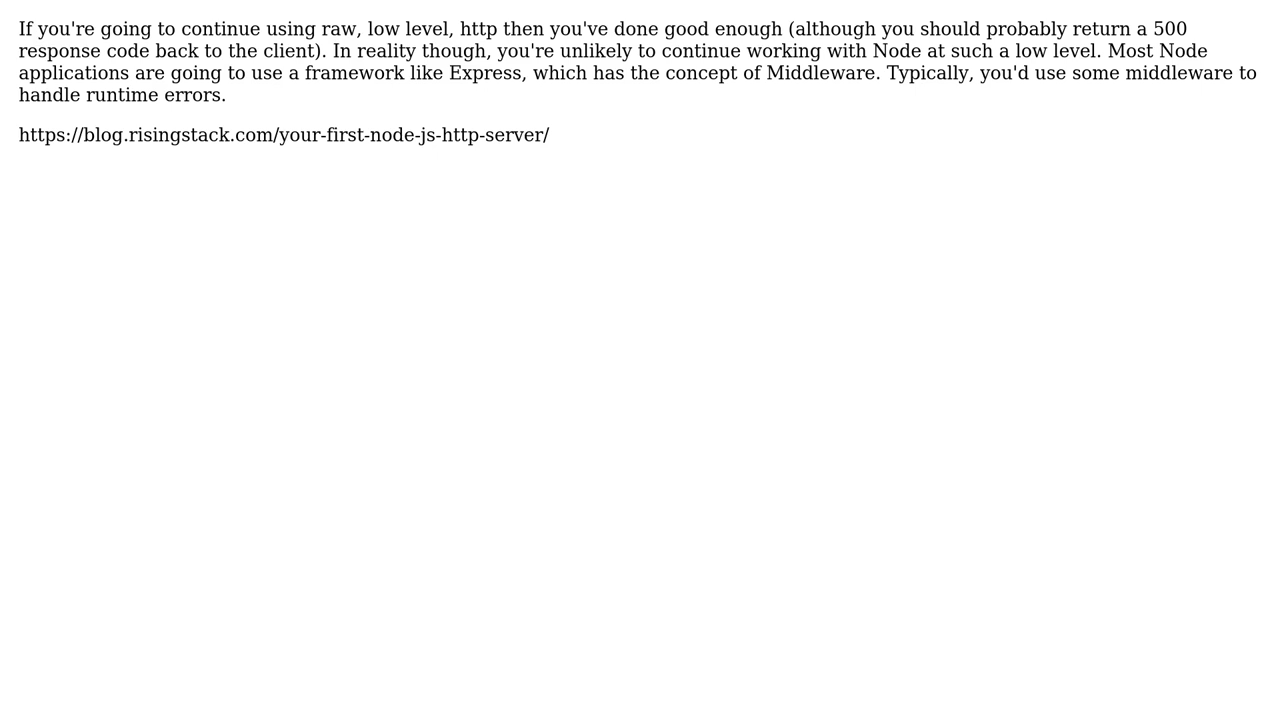 If you're going to continue using raw, low level, http then you've done good enough (although you should probably return a 500
response code back to the client). In reality though, you're unlikely to continue working with Node at such a low level. Most Node
applications are going to use a framework like Express, which has the concept of Middleware. Typically, you'd use some middleware to
handle runtime errors.
https://blog.risingstack.com/your-first-node-js-http-server/